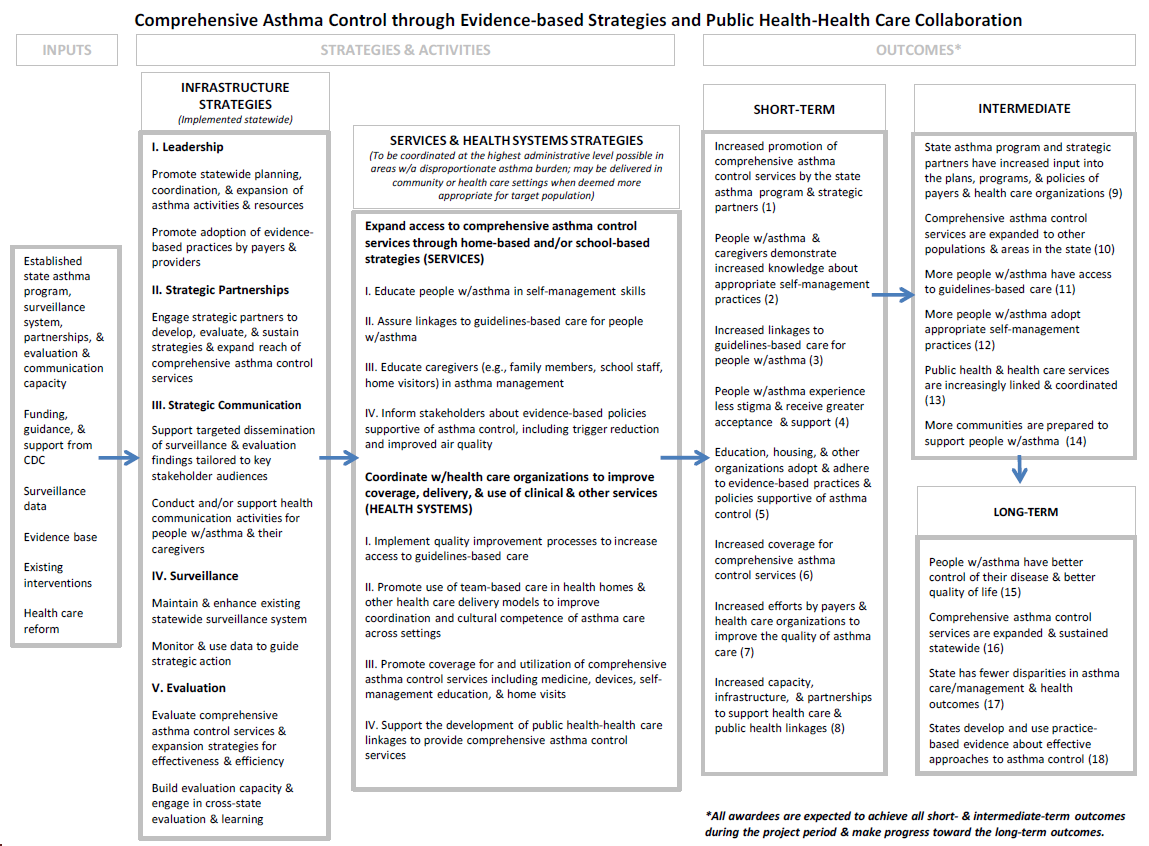 Comprehensive Asthma Control through Evidence-based Strategies and Public Health-Health Care Collaboration
INPUTS
STRATEGIES & ACTIVITIES
OUTCOMES*
Established
state asthma
program,
surveillance
system,
partnerships, &
evaluation &
communication
capacity
Funding,
guidance, &
support from
CDC
Surveillance
data
Evidence base
Existing
interventions
Health care
reform
INFRASTRUCTURE
STRATEGIES
(Implemented statewide)
I. Leadership
Promote statewide planning,
coordination, & expansion of
asthma activities & resources
Promote adoption of evidence-
based practices by payers &
providers
II. Strategic Partnerships
Engage strategic partners to
develop, evaluate, & sustain
strategies & expand reach of
comprehensive asthma control
services
III. Strategic Communication
Support targeted dissemination
of surveillance & evaluation
findings tailored to key
stakeholder audiences
Conduct and/or support health
communication activities for
people w/asthma & their
caregivers
IV. Surveillance
Maintain & enhance existing
statewide surveillance system
Monitor & use data to guide
strategic action
V. Evaluation
Evaluate comprehensive
asthma control services &
expansion strategies for
effectiveness & efficiency
Build evaluation capacity &
engage in cross-state
evaluation & learning
SERVICES & HEALTH SYSTEMS STRATEGIES
(To be coordinated at the highest administrative level possible in
areas w/a disproportionate asthma burden; may be delivered in
community or health care settings when deemed more
appropriate for target population)
Expand access to comprehensive asthma control
services through home-based and/or school-based
strategies (SERVICES)
I. Educate people w/asthma in self-management skills
II. Assure linkages to guidelines-based care for people
w/asthma
III. Educate caregivers (e.g., family members, school staff,
home visitors) in asthma management
IV. Inform stakeholders about evidence-based policies
supportive of asthma control, including trigger reduction
and improved air quality
Coordinate w/health care organizations to improve
coverage, delivery, & use of clinical & other services
(HEALTH SYSTEMS)
I. Implement quality improvement processes to increase
access to guidelines-based care
II. Promote use of team-based care in health homes &
other health care delivery models to improve
coordination and cultural competence of asthma care
across settings
III. Promote coverage for and utilization of comprehensive
asthma control services including medicine, devices, self-
management education, & home visits
IV. Support the development of public health-health care
linkages to provide comprehensive asthma control
services
SHORT-TERM
Increased promotion of
comprehensive asthma
control services by the state
asthma program & strategic
partners (1)
People w/asthma &
caregivers demonstrate
increased knowledge about
appropriate self-management
practices (2)
Increased linkages to
guidelines-based care for
people w/asthma (3)
People w/asthma experience
less stigma & receive greater
acceptance & support (4)
Education, housing, & other
organizations adopt & adhere
to evidence-based practices &
policies supportive of asthma
control (5)
Increased coverage for
comprehensive asthma
control services (6)
Increased efforts by payers &
health care organizations to
improve the quality of asthma
care (7)
Increased capacity,
infrastructure, & partnerships
to support health care &
public health linkages (8)
INTERMEDIATE
State asthma program and strategic
partners have increased input into
the plans, programs, & policies of
payers & health care organizations (9)
Comprehensive asthma control
services are expanded to other
populations & areas in the state (10)
More people w/asthma have access
to guidelines-based care (11)
More people w/asthma adopt
appropriate self-management
practices (12)
Public health & health care services
are increasingly linked & coordinated
(13)
More communities are prepared to
support people w/asthma (14)
LONG-TERM
People w/asthma have better
control of their disease & better
quality of life (15)
Comprehensive asthma control
services are expanded & sustained
statewide (16)
State has fewer disparities in asthma
care/management & health
outcomes (17)
States develop and use practice-
based evidence about effective
approaches to asthma control (18)
*All awardees are expected to achieve all short- & intermediate-term outcomes
during the project period & make progress toward the long-term outcomes.